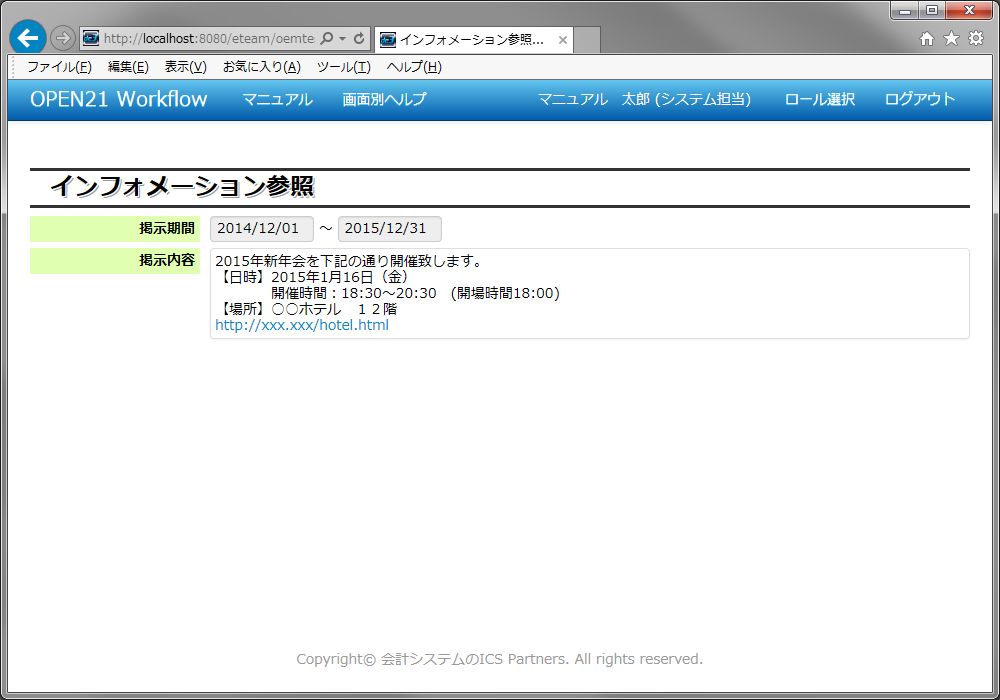 http://localhost:8080/eteam/oemte
インフォメーション参照...
ファイル(F) 編集(E) 表示(V) お気に入り(A) ツール(T) ヘルプ(H)
OPEN21 Workflow マニュアル 画面別ヘルプ マニュアル 太郎 (システム担当) ロール選択 ログアウト
インフォメーション参照
掲示期間 2014/12/01 ～ 2015/12/31
掲示内容
2015年新年会を下記の通り開催致します。
【日時】2015年1月16日（金）
開催時間：18:30～20:30　(開場時間18:00)
【場所】○○ホテル　１２階
http://xxx.xxx/hotel.html
Copyright© 会計システムのICS Partners. All rights reserved.